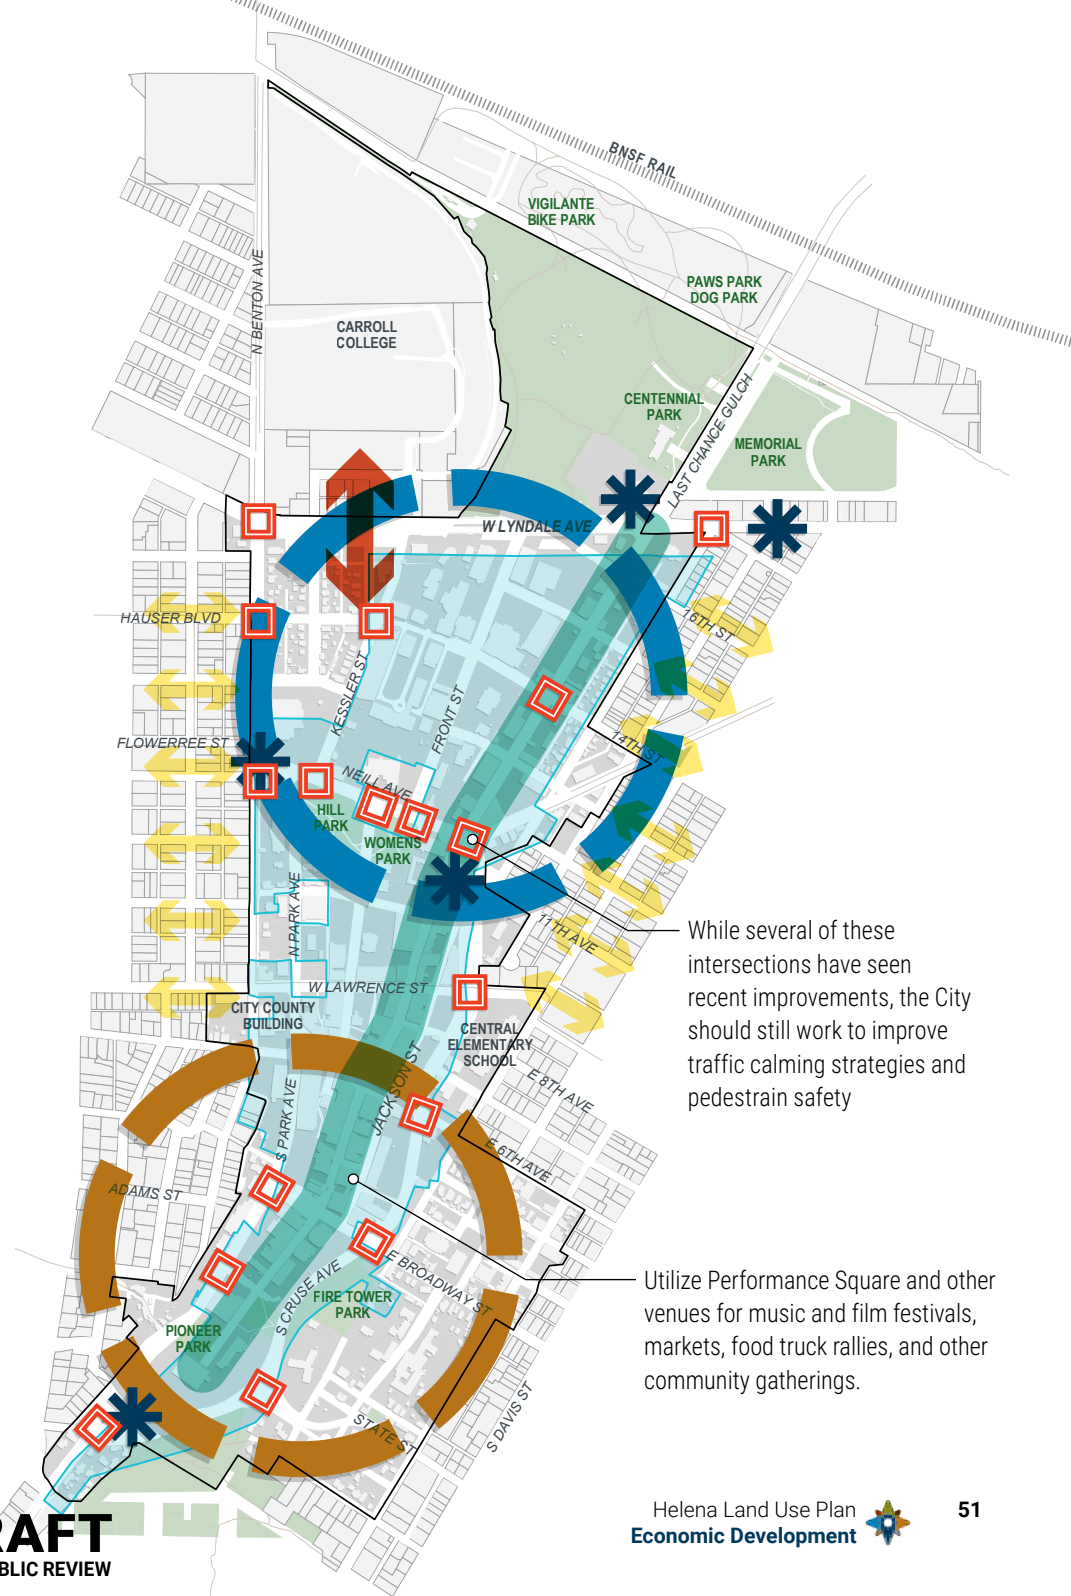 BNSF RAIL
VIGILANTE
BIKE PARK
PAWS PARK
DOG PARK
N BENTON AVE
CARROLL
COLLEGE
CENTENNIAL
PARK
LAST CHANCE GULCH
MEMORIAL
PARK
W LYNDALE AVE
HAUSER BLVD
16TH ST
KESSLER ST
FRONT ST
FLOWERREE ST
14TH ST
NEILL AVE
HILL
PARK
WOMENS
PARK
N PARK AVE
11TH AVE
While several of these
intersections have seen
recent improvements, the City
should still work to improve
traffic calming strategies and
pedestrain safety
W LAWRENCE ST
CITY COUNTY
BUILDING
CENTRAL
ELEMENTARY
SCHOOL
JACKSON ST
E 8TH AVE
S PARK AVE
E 6TH AVE
ADAMS ST
E BROADWAY ST
S CRUSE AVE
FIRE TOWER
PARK
Utilize Performance Square and other
venues for music and film festivals,
markets, food truck rallies, and other
community gatherings.
PIONEER
PARK
STATE ST
S DAVIS ST
RAFT
BLIC REVIEW
Helena Land Use Plan
Economic Development
51